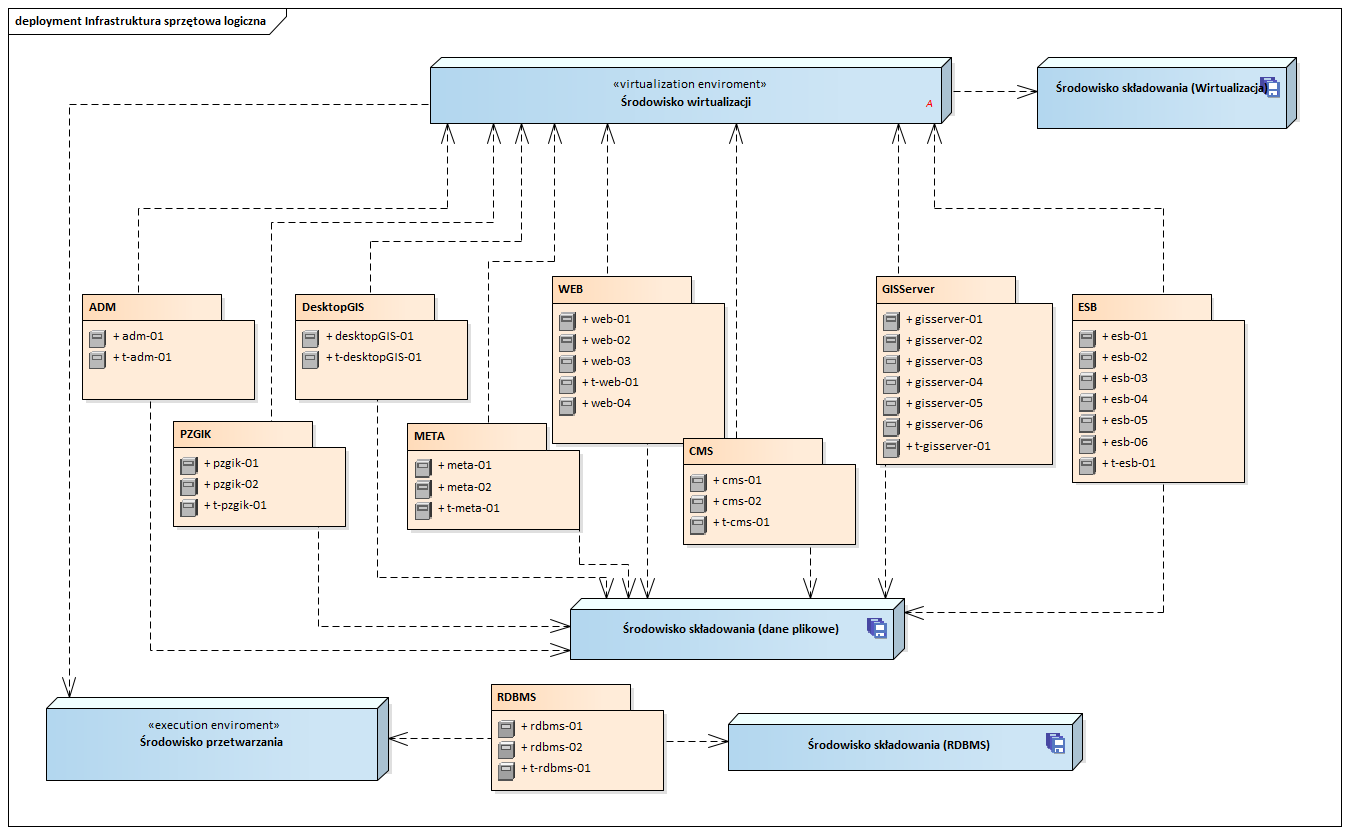 deployment Infrastruktura sprzętowa logiczna
«virtualization enviroment»
Środowisko wirtualizacji
A
Środowisko składowania (Wirtualizacja)
ADM
+ adm-01
+ t-adm-01
DesktopGIS
+ desktopGIS-01
+ t-desktopGIS-01
WEB
+ web-01
+ web-02
+ web-03
+ t-web-01
+ web-04
GISServer
+ gisserver-01
+ gisserver-02
+ gisserver-03
+ gisserver-04
+ gisserver-05
+ gisserver-06
+ t-gisserver-01
ESB
+ esb-01
+ esb-02
+ esb-03
+ esb-04
+ esb-05
+ esb-06
+ t-esb-01
PZGIK
+ pzgik-01
+ pzgik-02
+ t-pzgik-01
META
+ meta-01
+ meta-02
+ t-meta-01
CMS
+ cms-01
+ cms-02
+ t-cms-01
Środowisko składowania (dane plikowe)
«execution enviroment»
Środowisko przetwarzania
RDBMS
+ rdbms-01
+ rdbms-02
+ t-rdbms-01
Środowisko składowania (RDBMS)